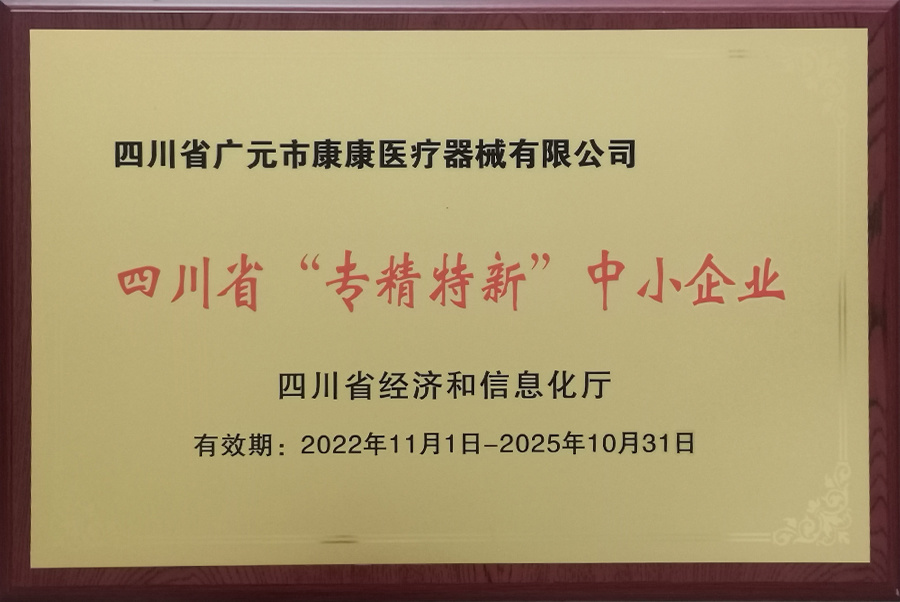 四川省广元市康康医疗器械有限公司
四川省“专精特新”中小企业
四川省经济和信息化厅
有效期：2022年11月1日-2025年10月31日